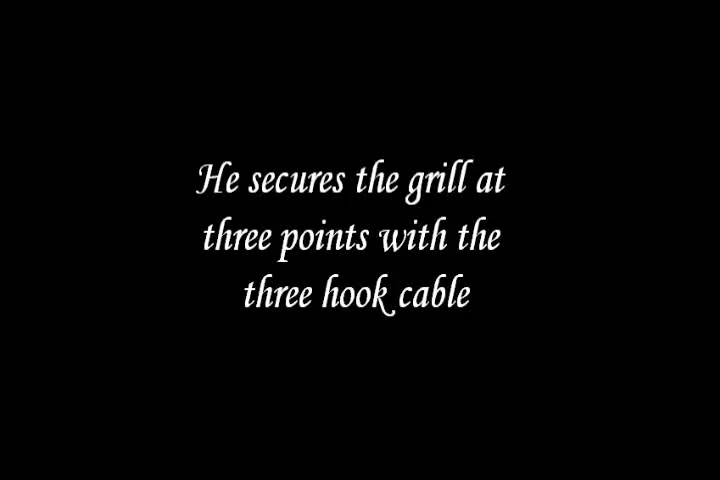 He secures the grill at
three points with the
three hook cable